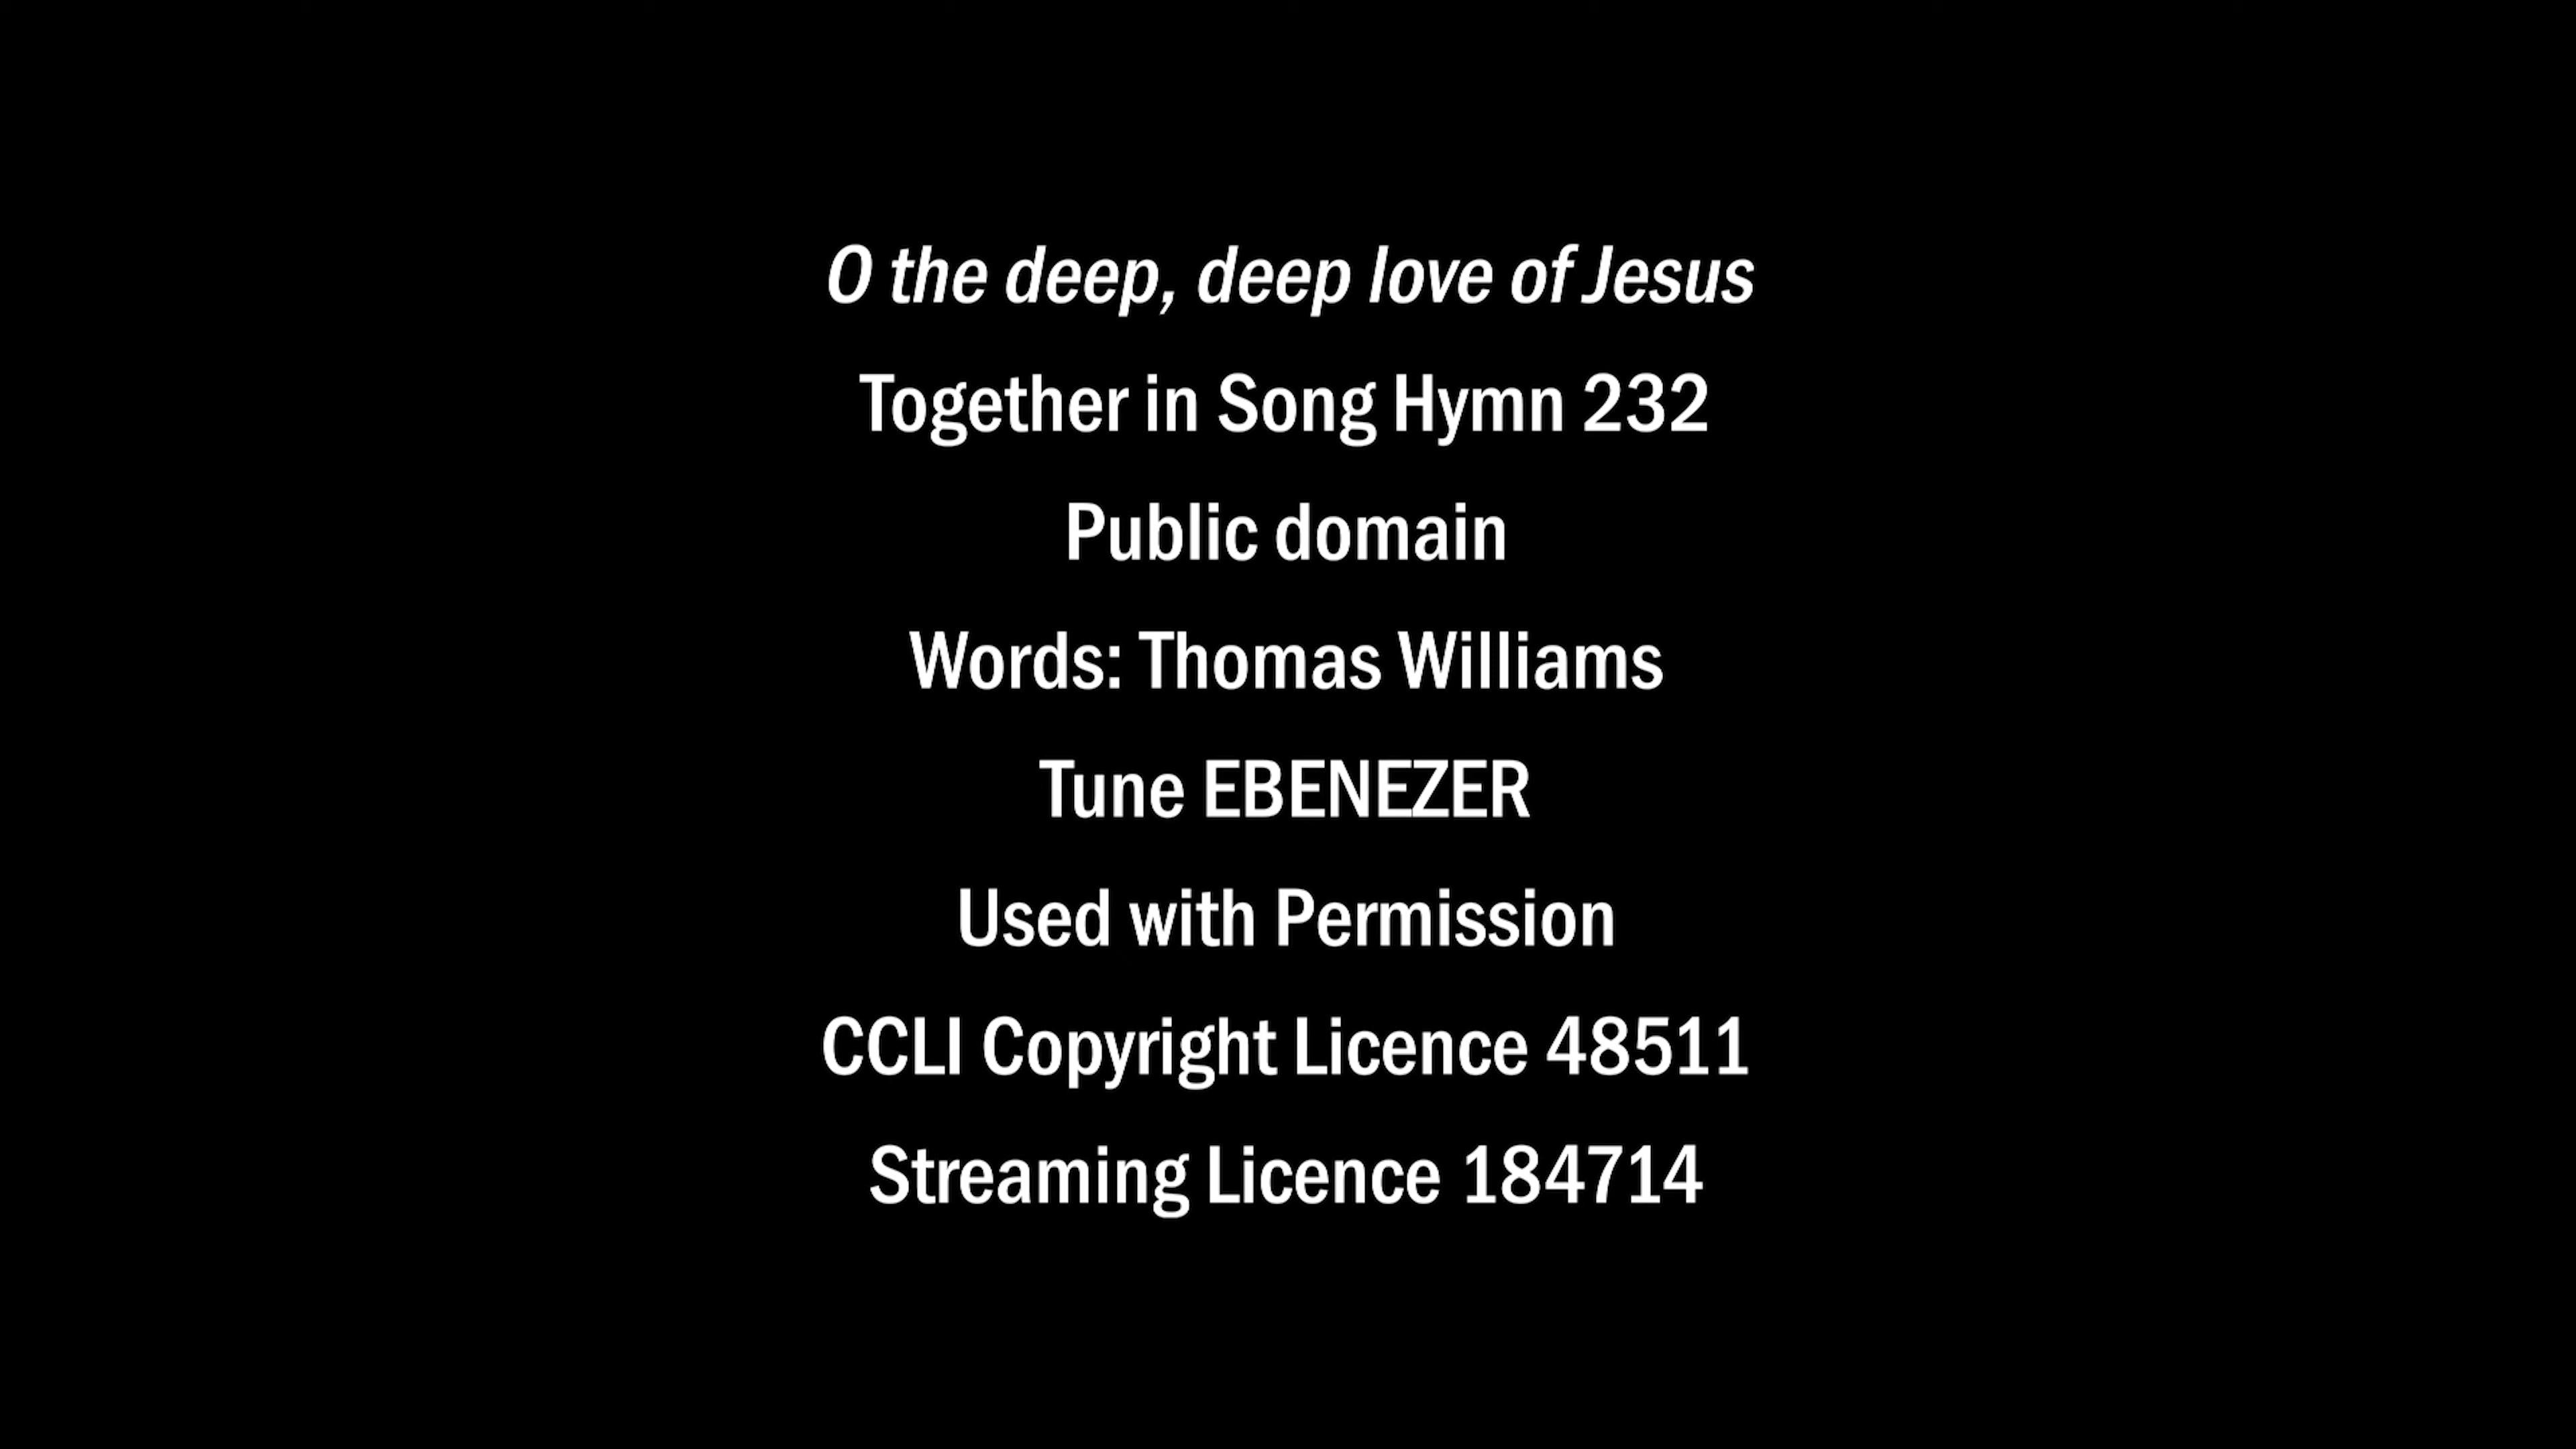 O the deep, deep love of Jesus
Together in Song Hymn 232
Public domain
Words: Thomas Williams
Tune EBENEZER
Used with Permission
CCLI Copyright Licence 48511
Streaming Licence 184714